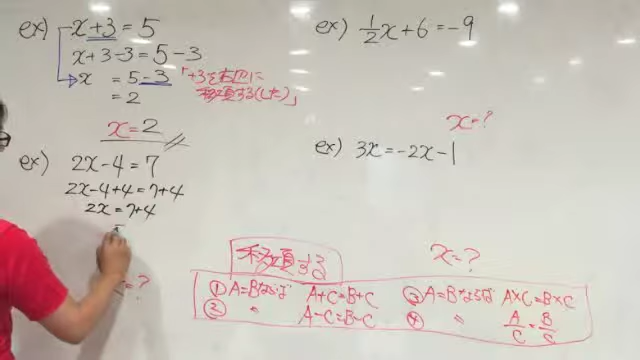 ex) x+3=5
x+3-3=5-3
x =5-3
「+3を右辺に
移項する(した)」
=2
x=2
ex) 2x-4=7
2x-4+4=7+4
2x=7+4
x=?
ex) 1/2x+6=-9
x=?
ex) 3x=-2x-1
x=?
移項する
① A=Bならば A+C=B+C
② 〃 A-C=B-C
③ A=Bならば A×C=B×C
④ 〃 A/C=B/C